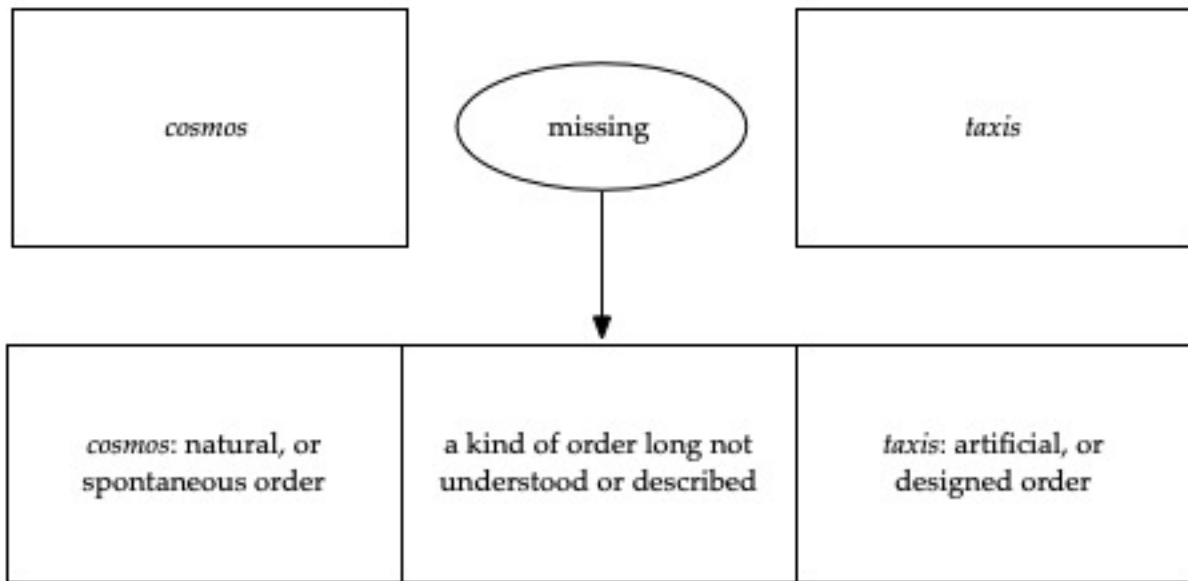 cosmos
missing
taxis
cosmos: natural, or
spontaneous order
a kind of order long not
understood or described
taxis: artificial, or
designed order